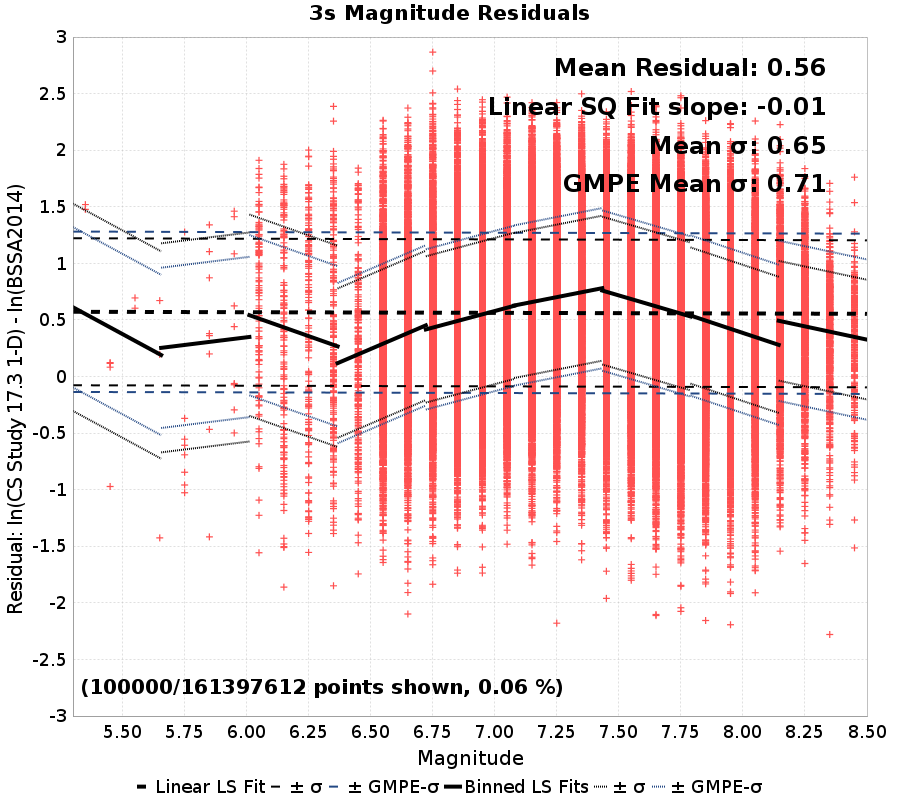 3s Magnitude Residuals
Mean Residual: 0.56
Linear SQ Fit slope: -0.01
Mean σ: 0.65
GMPE Mean σ: 0.71
Residual: ln(CS Study 17.3 1-D) - ln(BSSA2014)
3
2.5
2
1.5
1
0.5
0
-0.5
-1
-1.5
-2
-2.5
-3
(100000/161397612 points shown, 0.06 %)
5.50 5.75 6.00 6.25 6.50 6.75 7.00 7.25 7.50 7.75 8.00 8.25 8.50
Magnitude
Linear LS Fit ± σ ± GMPE-σ Binned LS Fits ± σ ± GMPE-σ